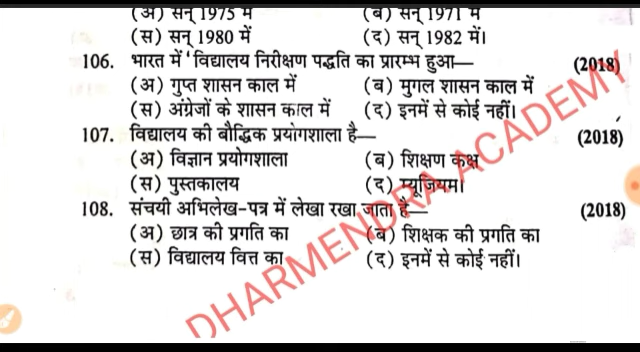 (अ) सन् 1975 में (ब) सन् 1971 में
(स) सन् 1980 में (द) सन् 1982 में।
106. भारत में 'विद्यालय निरीक्षण पद्धति का प्रारम्भ हुआ— (2018)
(अ) गुप्त शासन काल में (ब) मुगल शासन काल में
(स) अंग्रेजों के शासन काल में (द) इनमें से कोई नहीं।
107. विद्यालय की बौद्धिक प्रयोगशाला है— (2018)
(अ) विज्ञान प्रयोगशाला (ब) शिक्षण कक्ष
(स) पुस्तकालय (द) म्यूजियम।
108. संचयी अभिलेख-पत्र में लेखा रखा जाता है— (2018)
(अ) छात्र की प्रगति का (ब) शिक्षक की प्रगति का
(स) विद्यालय वित्त का (द) इनमें से कोई नहीं।
DHARMENDRA ACADEMY